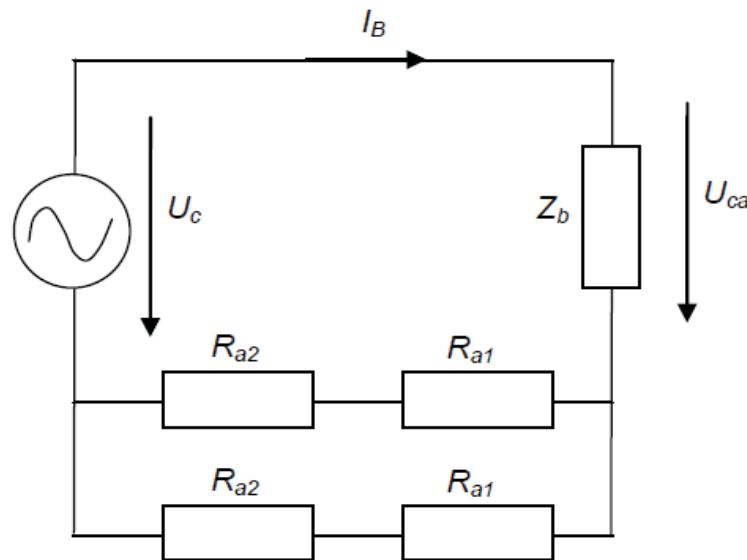 I_B
U_c
Z_b
U_ca
R_a2
R_a1
R_a2
R_a1